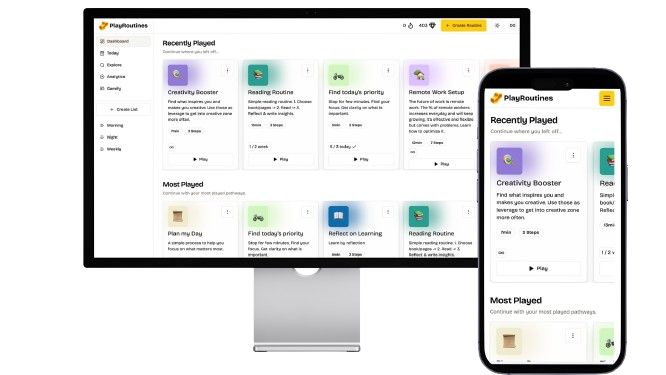 PlayRoutines
0
402
+ Create Routine
Dashboard
Today
Explore
Analytics
Gamify
+ Create List
Morning
Night
Weekly
Recently Played
Continue where you left off...
Creativity Booster
Find what inspires you and
makes you creative. Use those as
leverage to get into creative zone
more often.
7min 3 Steps
∞
Play
Reading Routine
Simple reading routine. 1. Choose
book/pages -> 2. Read -> 3.
Reflect & write insights.
13min 3 Steps
1 / 2 week
Play
Find today's priority
Stop for few minutes. Find your
focus. Get clarity on what is
important.
3 Steps
5 / 3 today ✓
Play
Remote Work Setup
The future of work is remote
work. The % of remote workers
increases everyday and will keep
growing. It's effective and flexible
but comes with problems. Learn
how to optimize it.
7 Steps
∞
Play
Most Played
Continue with your most played pathways.
Plan my Day
A simple process to help you
focus on what matters most.
Find today's priority
Stop for few minutes. Find your
focus. Get clarity on what is
important.
Reflect on Learning
Learn by reflection
3 Steps
Reading Routine
Simple reading routine. 1. Choose
book/pages -> 2. Read -> 3.
Reflect & write insights.
PlayRoutines
Recently Played
Continue where you left off...
Creativity Booster
Find what inspires you and
makes you creative. Use those as
leverage to get into creative zone
more often.
7min 3 Steps
∞
Play
Rea
Simple
book/
Reflec
13min
1 / 2 v
Most Played
Continue with your most played pathways.